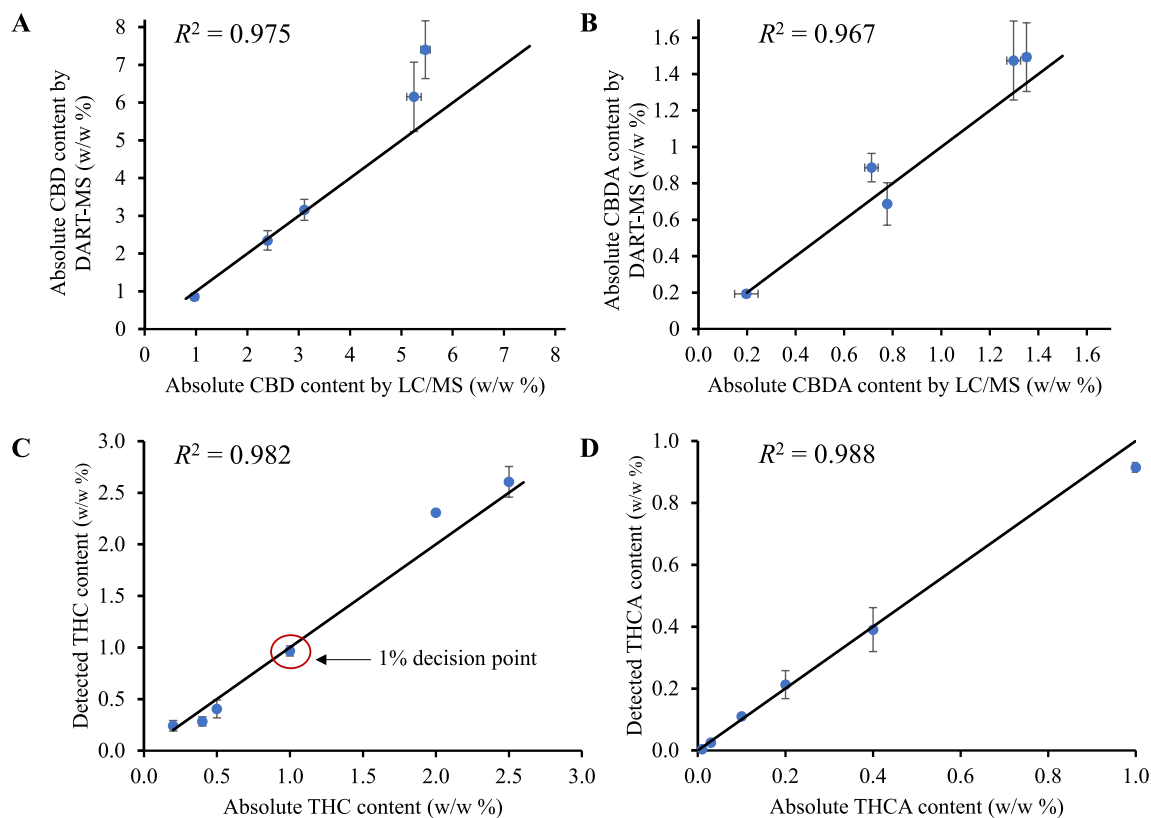 A
R² = 0.975
Absolute CBD content by
DART-MS (w/w %)
8
7
6
5
4
3
2
1
0
0 1 2 3 4 5 6 7 8
Absolute CBD content by LC/MS (w/w %)
B
R² = 0.967
Absolute CBDA content by
DART-MS (w/w %)
1.6
1.4
1.2
1.0
0.8
0.6
0.4
0.2
0
0.0 0.2 0.4 0.6 0.8 1.0 1.2 1.4 1.6
Absolute CBDA content by LC/MS (w/w %)
C
R² = 0.982
Detected THC content (w/w %)
3.0
2.5
2.0
1.5
1.0
0.5
0.0
1% decision point
0.0 0.5 1.0 1.5 2.0 2.5 3.0
Absolute THC content (w/w %)
D
R² = 0.988
Detected THCA content (w/w %)
1.0
0.8
0.6
0.4
0.2
0.0
0.0 0.2 0.4 0.6 0.8 1.0
Absolute THCA content (w/w %)